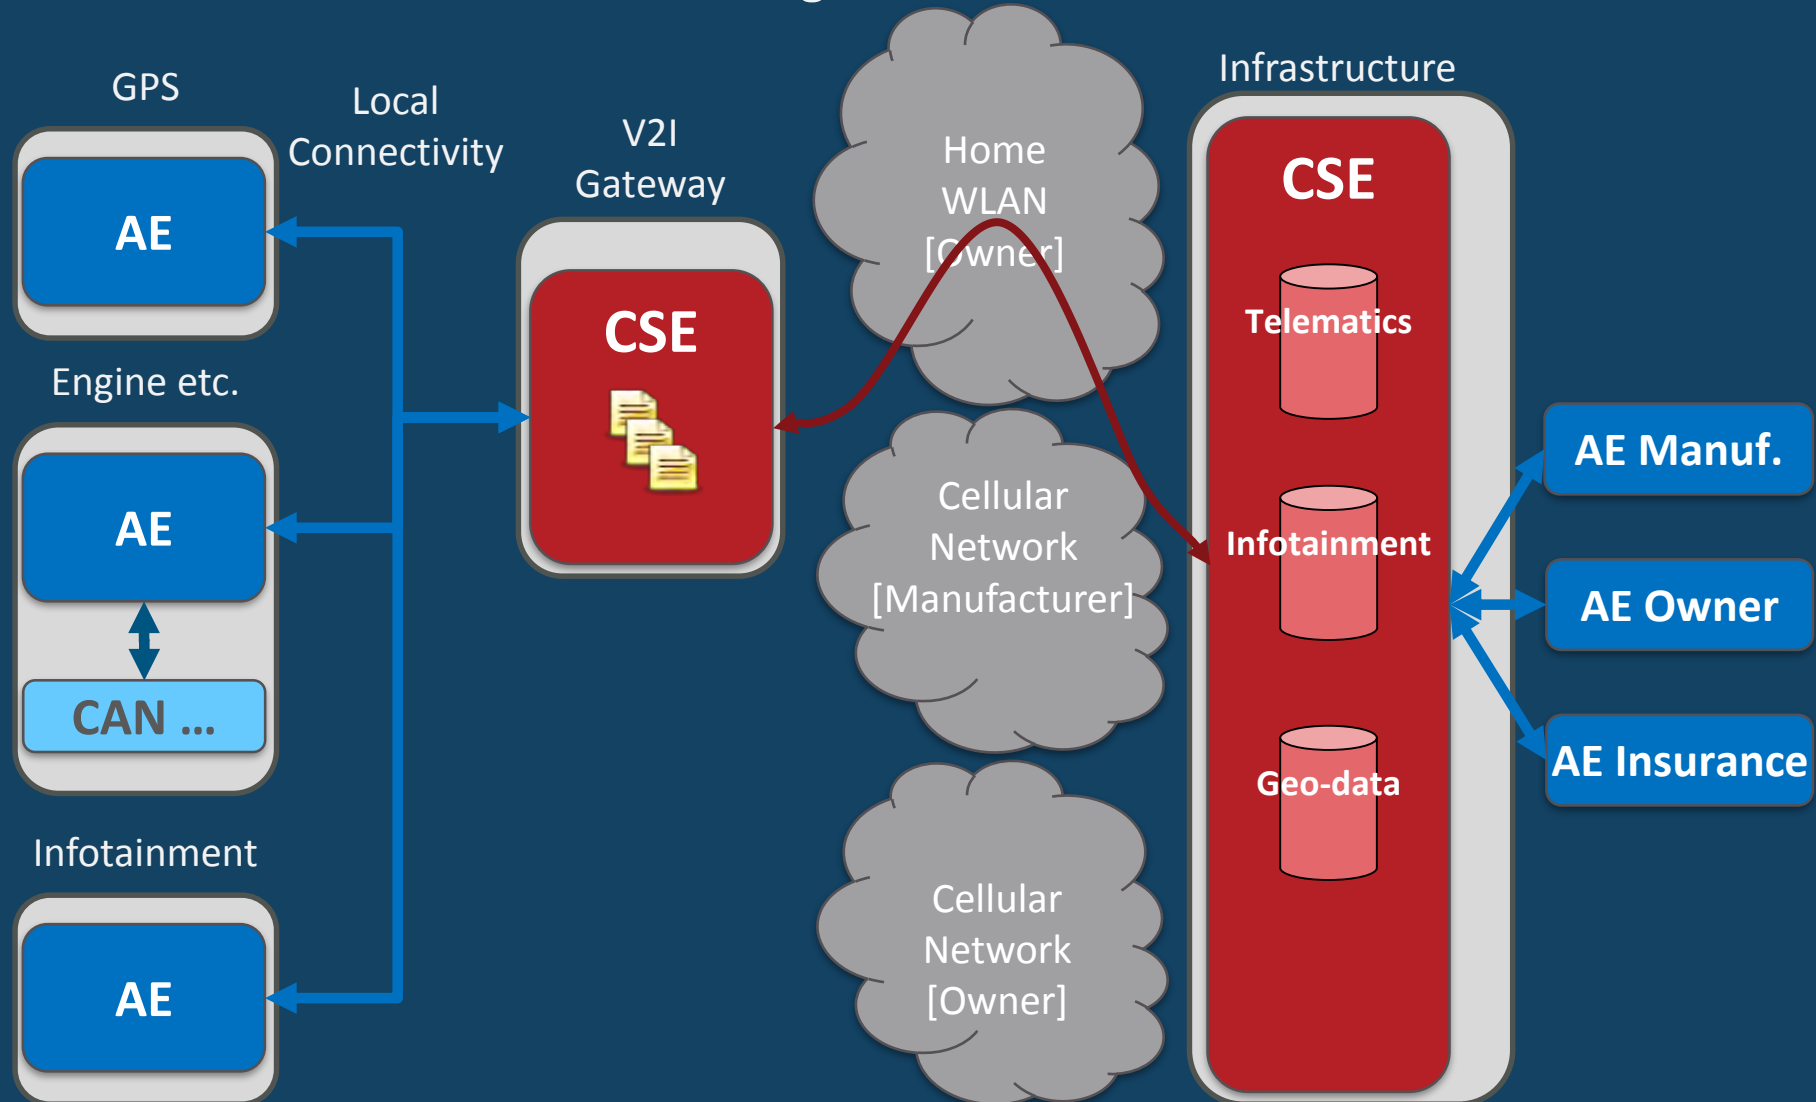 GPS
AE
Engine etc.
AE
CAN ...
Infotainment
AE
Local
Connectivity
V2I
Gateway
CSE
Home
WLAN
[Owner]
Cellular
Network
[Manufacturer]
Cellular
Network
[Owner]
Infrastructure
CSE
Telematics
Infotainment
Geo-data
AE Manuf.
AE Owner
AE Insurance